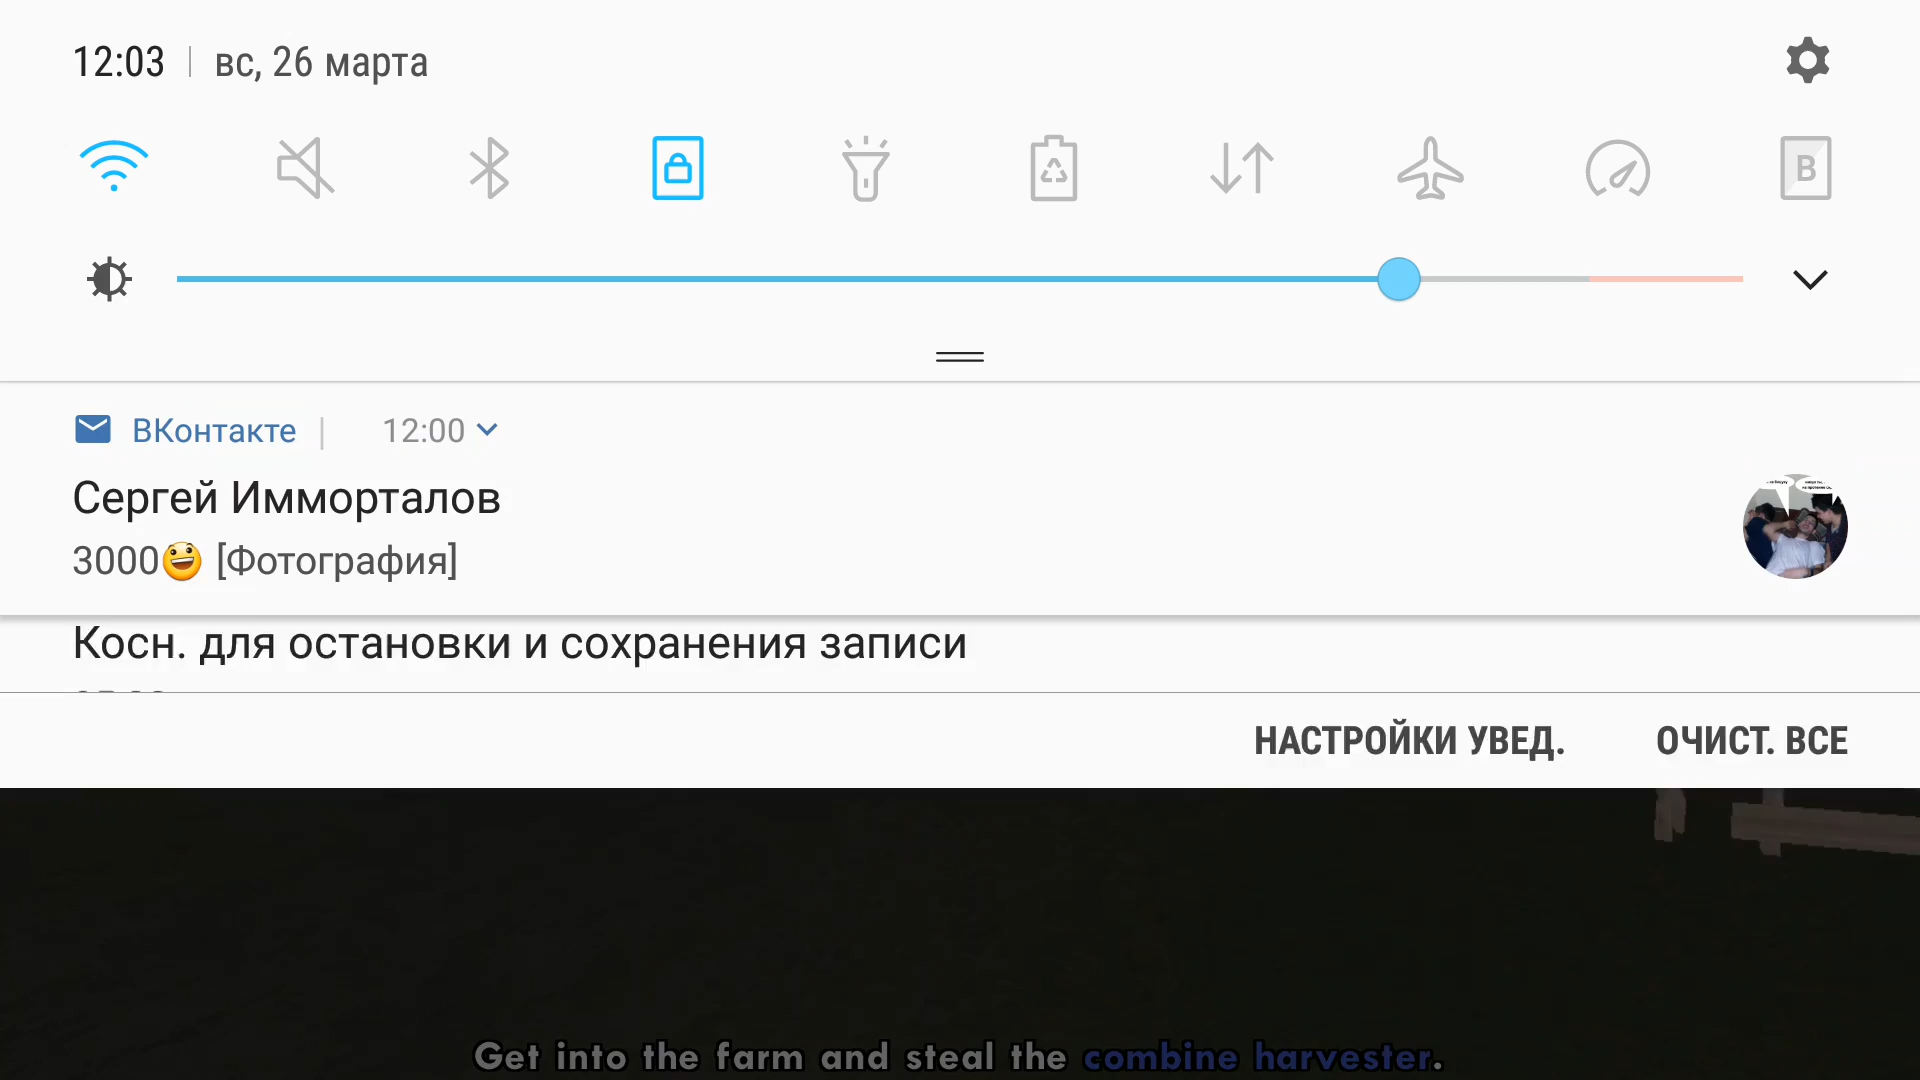 12:03 | вс, 26 марта
B
ВКонтакте | 12:00
Сергей Имморталов
3000😃 [Фотография]
Косн. для остановки и сохранения записи
НАСТРОЙКИ УВЕД. ОЧИСТ. ВСЕ
Get into the farm and steal the combine harvester.